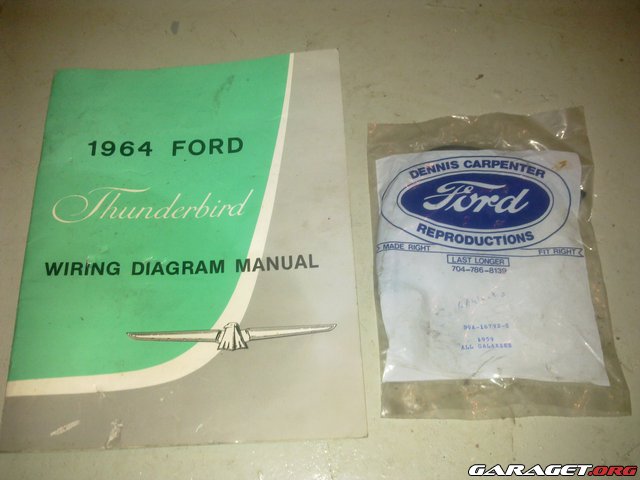 1964 FORD
Thunderbird
WIRING DIAGRAM MANUAL
DENNIS CARPENTER
Ford
REPRODUCTIONS
MADE RIGHT
FIT RIGHT
LAST LONGER
704-786-8139
1959
ALL GALAXIES
GARAGET.ORG